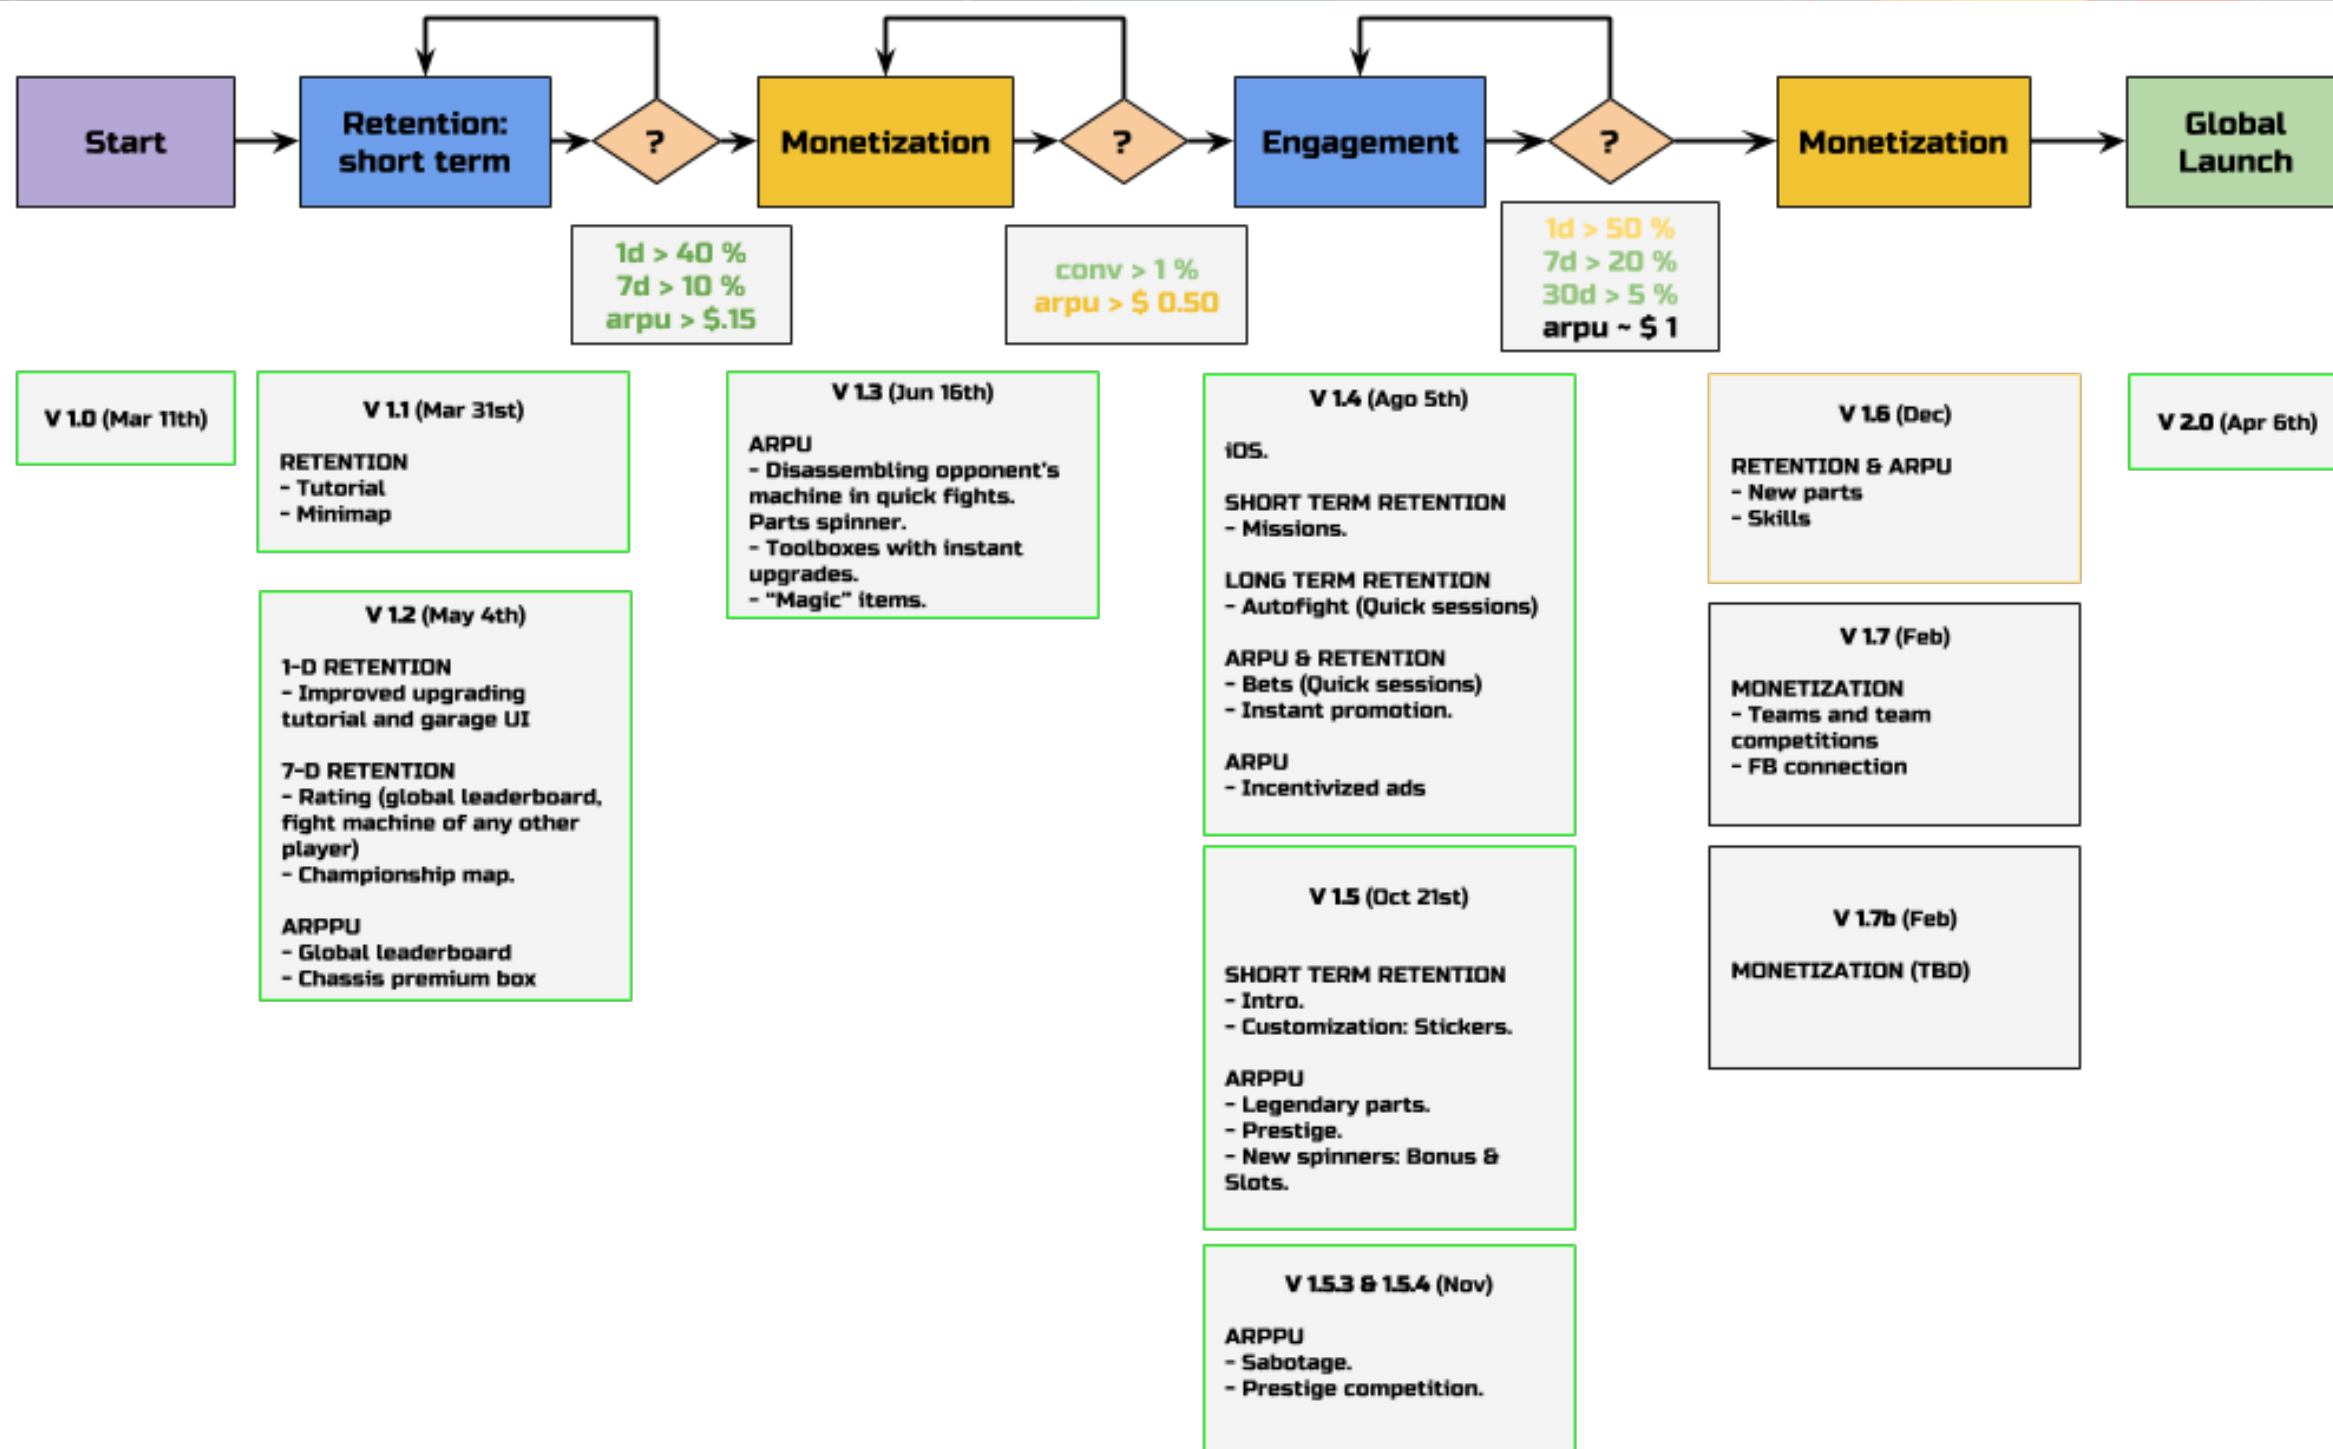 Start
Retention:
short term
?
Monetization
?
Engagement
?
Monetization
Global
Launch
1d > 40 %
7d > 10 %
arpu > $.15
conv > 1 %
arpu > $ 0.50
1d > 50 %
7d > 20 %
30d > 5 %
arpu ~ $ 1
V 1.0 (Mar 11th)
V 1.1 (Mar 31st)
RETENTION
- Tutorial
- Minimap
V 1.2 (May 4th)
1-D RETENTION
- Improved upgrading
tutorial and garage UI
7-D RETENTION
- Rating (global leaderboard,
fight machine of any other
player)
- Championship map.
ARPPU
- Global leaderboard
- Chassis premium box
V 1.3 (Jun 16th)
ARPU
- Disassembling opponent's
machine in quick fights.
Parts spinner.
- Toolboxes with instant
upgrades.
- “Magic” items.
V 1.4 (Ago 5th)
iOS.
SHORT TERM RETENTION
- Missions.
LONG TERM RETENTION
- Autofight (Quick sessions)
ARPU & RETENTION
- Bets (Quick sessions)
- Instant promotion.
ARPU
- Incentivized ads
V 1.5 (Oct 21st)
SHORT TERM RETENTION
- Intro.
- Customization: Stickers.
ARPPU
- Legendary parts.
- Prestige.
- New spinners: Bonus &
Slots.
V 1.5.3 & 1.5.4 (Nov)
ARPPU
- Sabotage.
- Prestige competition.
V 1.6 (Dec)
RETENTION & ARPU
- New parts
- Skills
V 1.7 (Feb)
MONETIZATION
- Teams and team
competitions
- FB connection
V 1.7b (Feb)
MONETIZATION (TBD)
V 2.0 (Apr 6th)